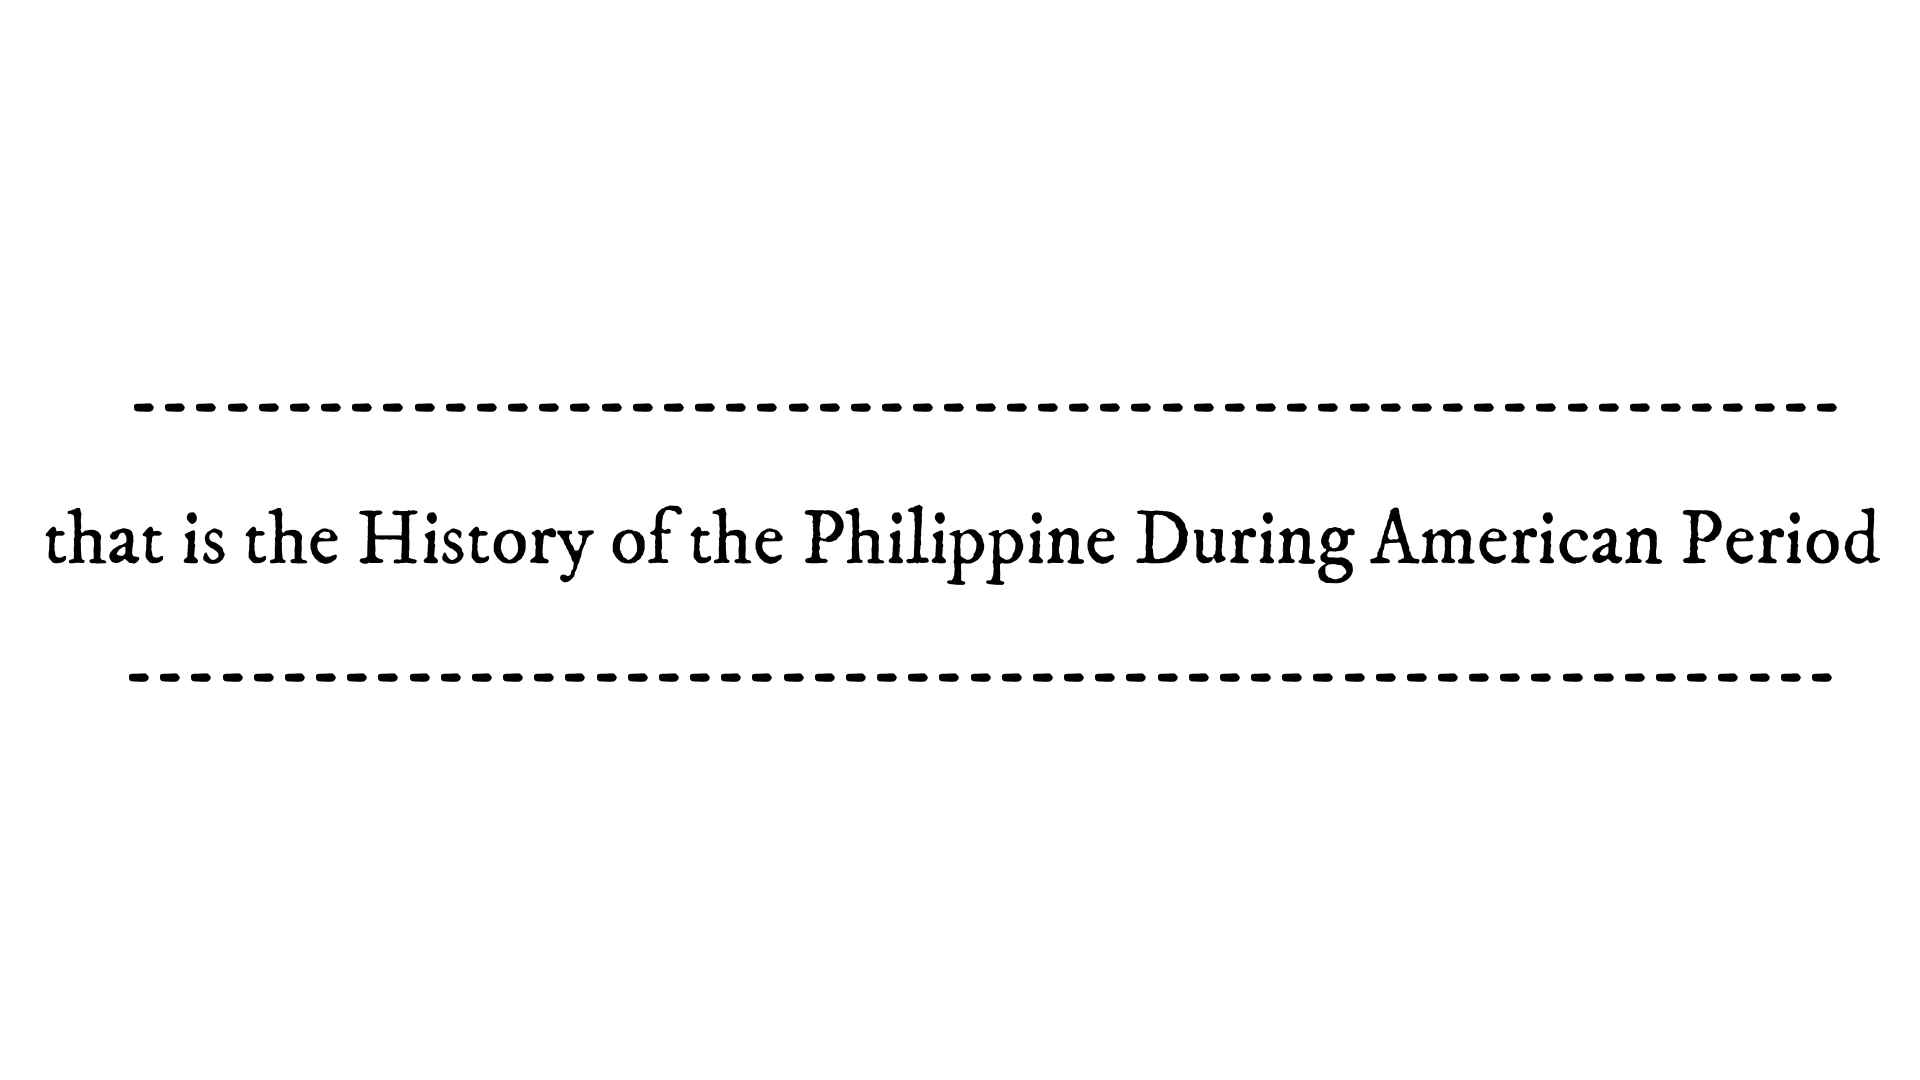 that is the History of the Philippine During American Period